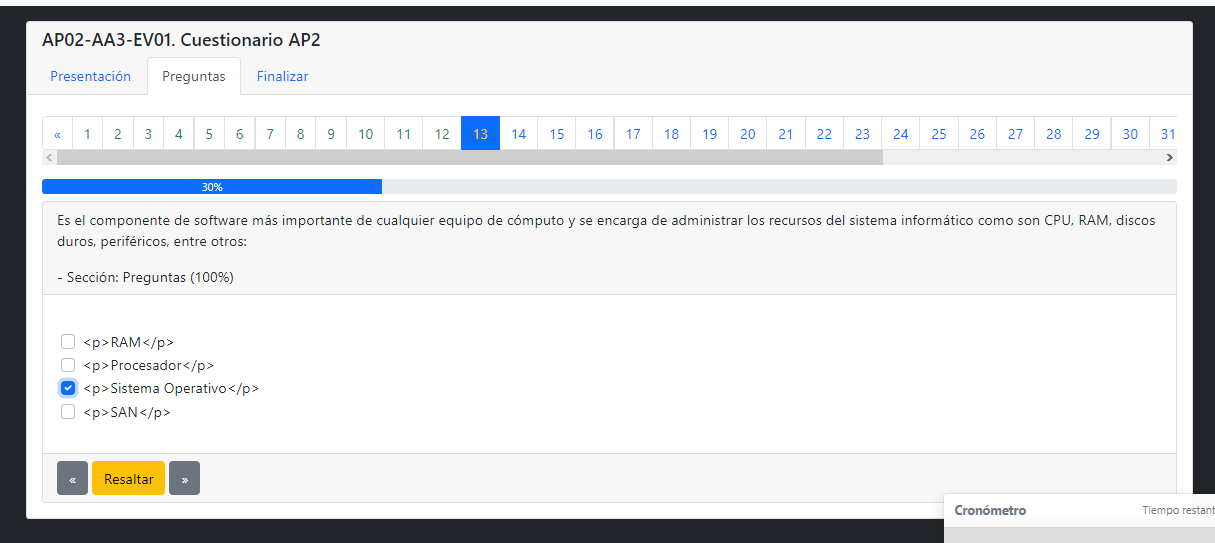 AP02-AA3-EV01. Cuestionario AP2
Presentación Preguntas Finalizar
« 1 2 3 4 5 6 7 8 9 10 11 12 13 14 15 16 17 18 19 20 21 22 23 24 25 26 27 28 29 30 31
30%
Es el componente de software más importante de cualquier equipo de cómputo y se encarga de administrar los recursos del sistema informático como son CPU, RAM, discos
duros, periféricos, entre otros:
- Sección: Preguntas (100%)
<p>RAM</p>
<p>Procesador</p>
<p>Sistema Operativo</p>
<p>SAN</p>
« Resaltar »
Cronómetro Tiempo restant